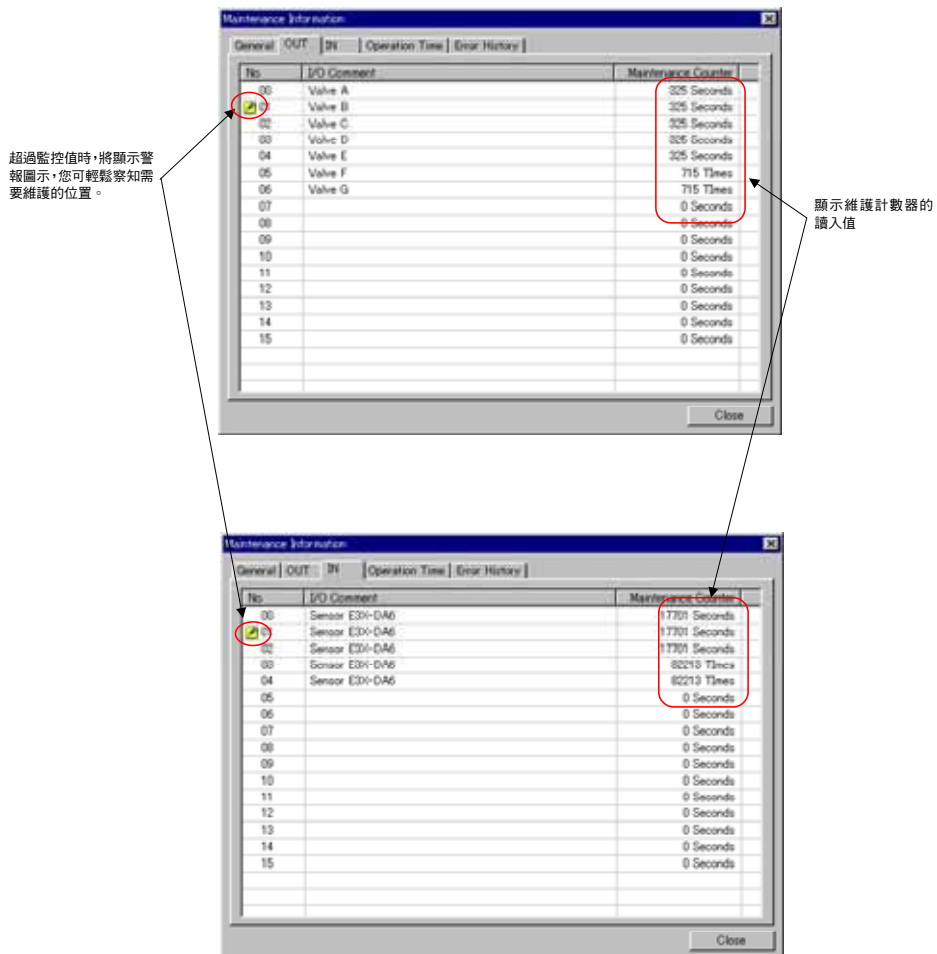 Maintenance Information
General OUT IN Operation Time Error History
No I/O Comment Maintenance Counter
00 Valve A 325 Seconds
01 Valve B 325 Seconds
02 Valve C 325 Seconds
03 Valve D 325 Seconds
04 Valve E 325 Seconds
05 Valve F 715 TImes
06 Valve G 715 TImes
07 0 Seconds
08 0 Seconds
09 0 Seconds
10 0 Seconds
11 0 Seconds
12 0 Seconds
13 0 Seconds
14 0 Seconds
15 0 Seconds
Close
超過監控值時，將顯示警
報圖示，您可輕鬆察知需
要維護的位置。
顯示維護計數器的
讀入值
Maintenance Information
General OUT IN Operation Time Error History
No I/O Comment Maintenance Counter
00 Sensor E3X-DA6 17701 Seconds
01 Sensor E3X-DA6 17701 Seconds
02 Sensor E3X-DA6 17701 Seconds
03 Sensor E3X-DA6 82213 TImes
04 Sensor E3X-DA6 82213 TImes
05 0 Seconds
06 0 Seconds
07 0 Seconds
08 0 Seconds
09 0 Seconds
10 0 Seconds
11 0 Seconds
12 0 Seconds
13 0 Seconds
14 0 Seconds
15 0 Seconds
Close